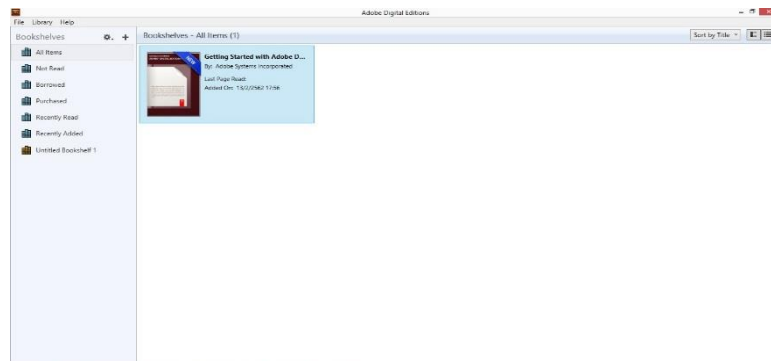 Adobe Digital Editions
File Library Help
Bookshelves
Bookshelves - All Items (1)
Sort by Title
All Items
Not Read
Borrowed
Purchased
Recently Read
Recently Added
Untitled Bookshelf 1
NEW
Getting Started with Adobe D...
By: Adobe Systems Incorporated
Last Page Read:
Added On: 13/2/2562 17:56